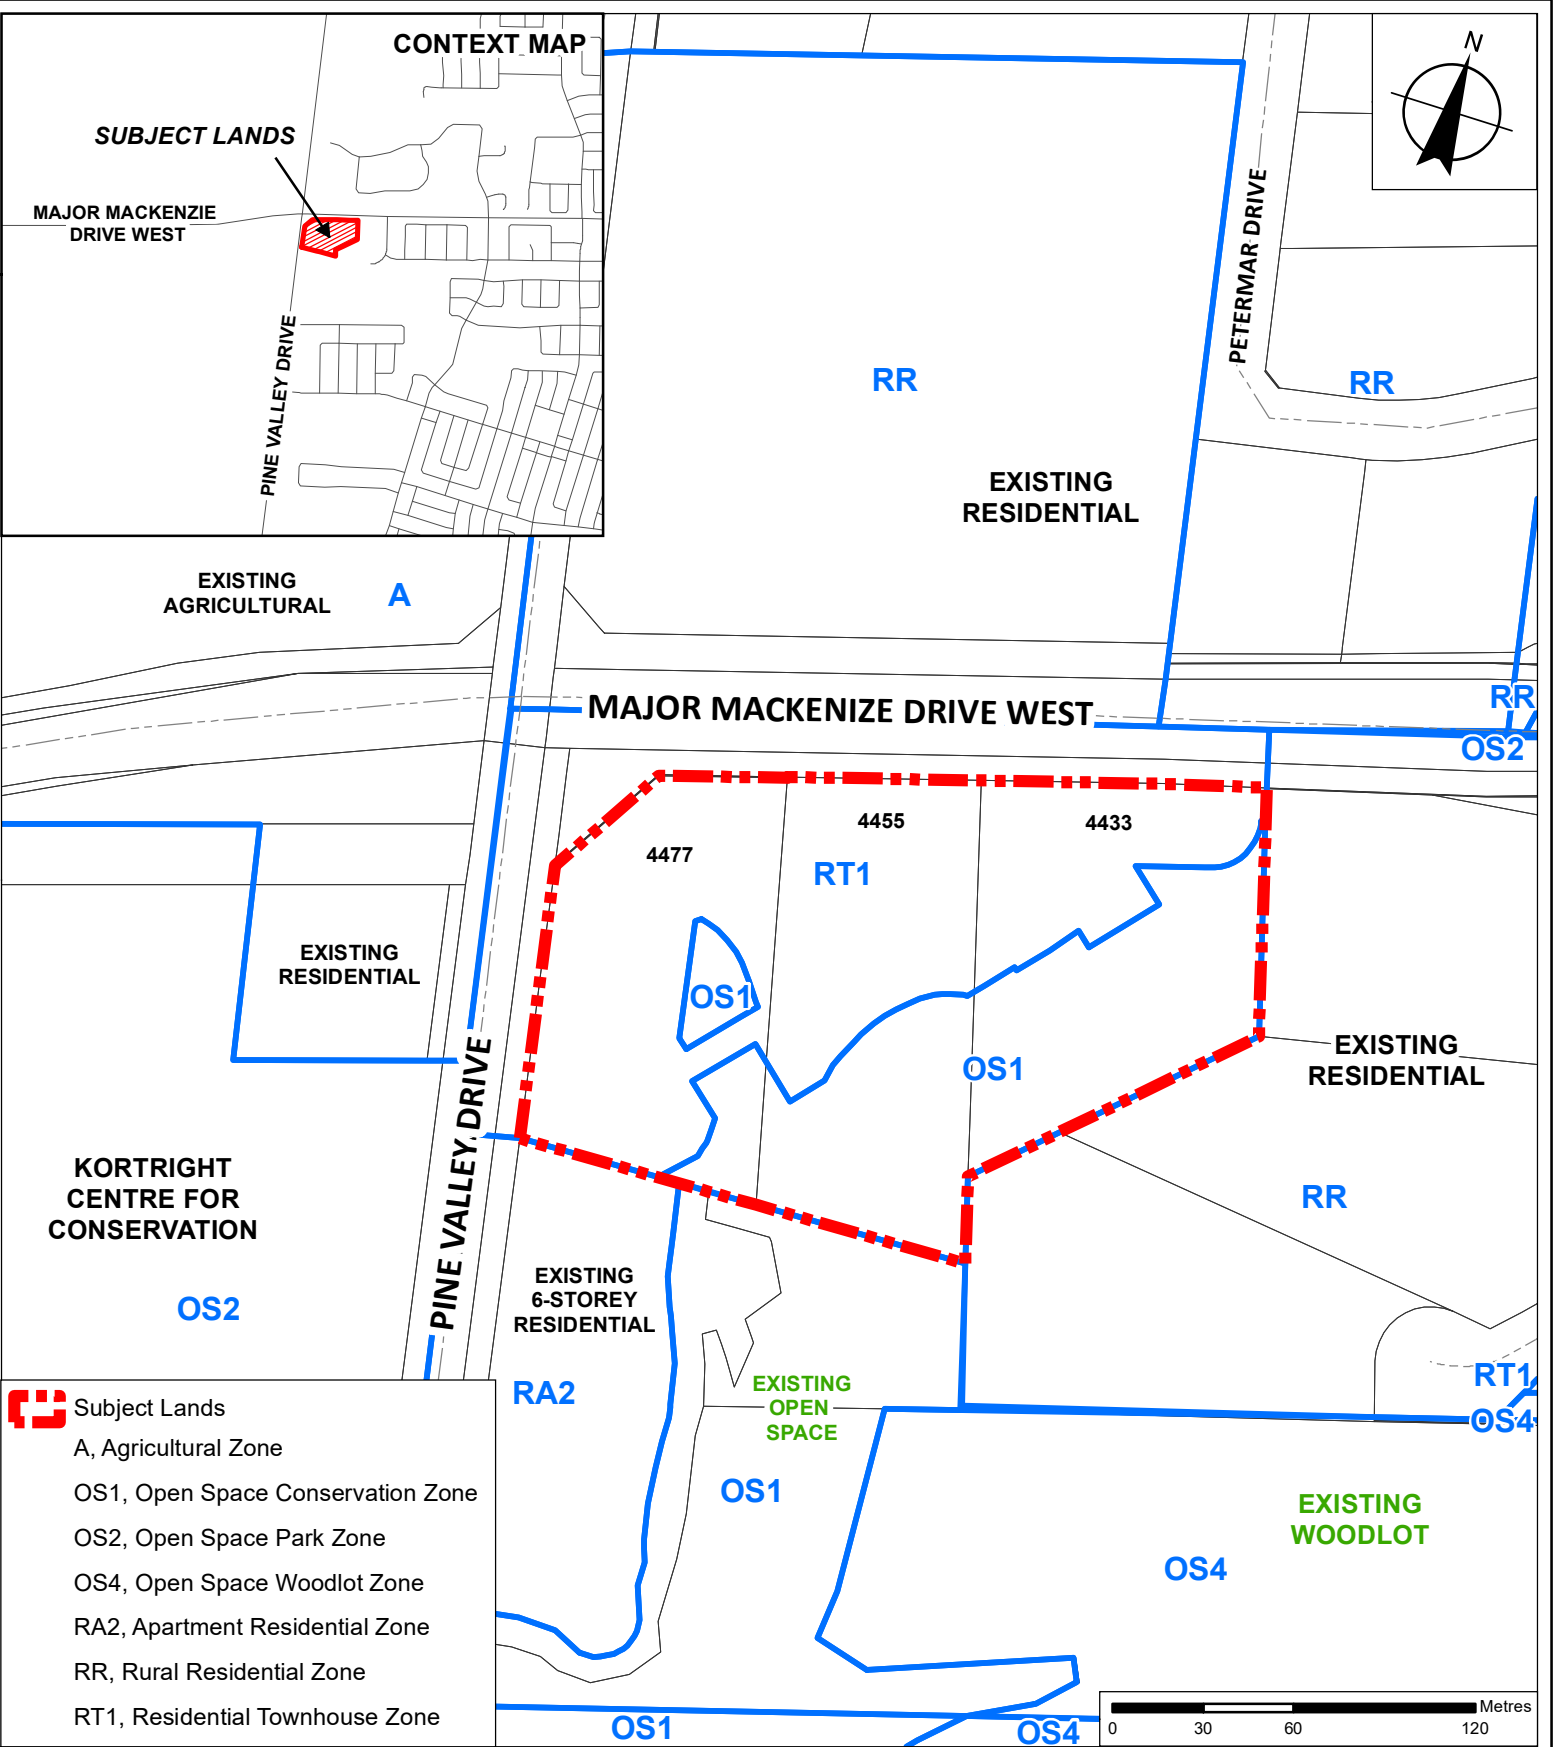 CONTEXT MAP
SUBJECT LANDS
MAJOR MACKENZIE
DRIVE WEST
PINE VALLEY DRIVE
N
PETERMAR DRIVE
RR
RR
EXISTING
RESIDENTIAL
EXISTING
AGRICULTURAL
A
MAJOR MACKENIZE DRIVE WEST
RR
OS2
4477
4455
4433
RT1
EXISTING
RESIDENTIAL
OS1
OS1
EXISTING
RESIDENTIAL
PINE VALLEY DRIVE
KORTRIGHT
CENTRE FOR
CONSERVATION
OS2
RR
EXISTING
6-STOREY
RESIDENTIAL
RA2
EXISTING
OPEN
SPACE
OS1
RT1
OS4
EXISTING
WOODLOT
OS4
OS1
OS4
Subject Lands
A, Agricultural Zone
OS1, Open Space Conservation Zone
OS2, Open Space Park Zone
OS4, Open Space Woodlot Zone
RA2, Apartment Residential Zone
RR, Rural Residential Zone
RT1, Residential Townhouse Zone
Metres
0 30 60 120